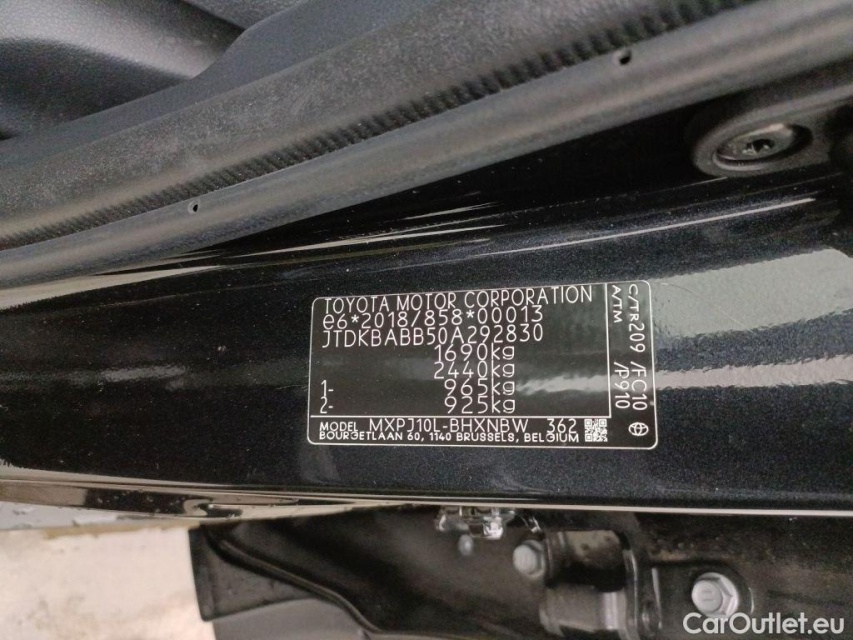 TOYOTA MOTOR CORPORATION
e6*2018/858*00013
JTDKBABB50A292830
1690kg
2440kg
1- 965kg
2- 925kg
MODEL MXPJ10L-BHXNBW 362
BOURGETLAAN 60, 1140 BRUSSELS, BELGIUM
C/TR209 /FC10
A/TM /P910
CarOutlet.eu